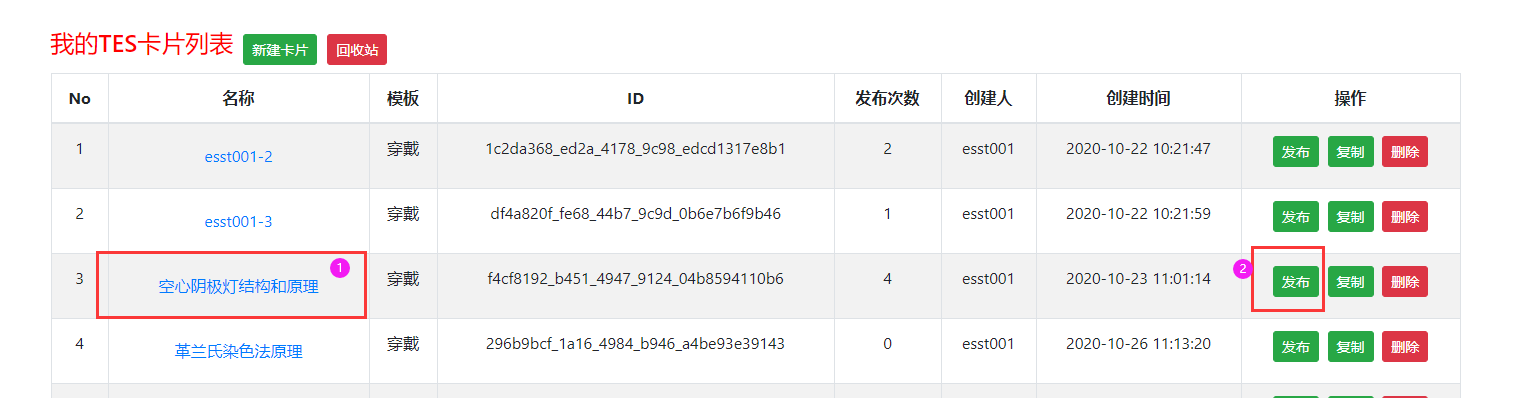 我的TES卡片列表 新建卡片 回收站
No 名称 模板 ID 发布次数 创建人 创建时间 操作
1 esst001-2 穿戴 1c2da368_ed2a_4178_9c98_edcd1317e8b1 2 esst001 2020-10-22 10:21:47 发布 复制 删除
2 esst001-3 穿戴 df4a820f_fe68_44b7_9c9d_0b6e7b6f9b46 1 esst001 2020-10-22 10:21:59 发布 复制 删除
3 空心阴极灯结构和原理 1 穿戴 f4cf8192_b451_4947_9124_04b8594110b6 4 esst001 2020-10-23 11:01:14 2 发布 复制 删除
4 革兰氏染色法原理 穿戴 296b9bcf_1a16_4984_b946_a4be93e39143 0 esst001 2020-10-26 11:13:20 发布 复制 删除